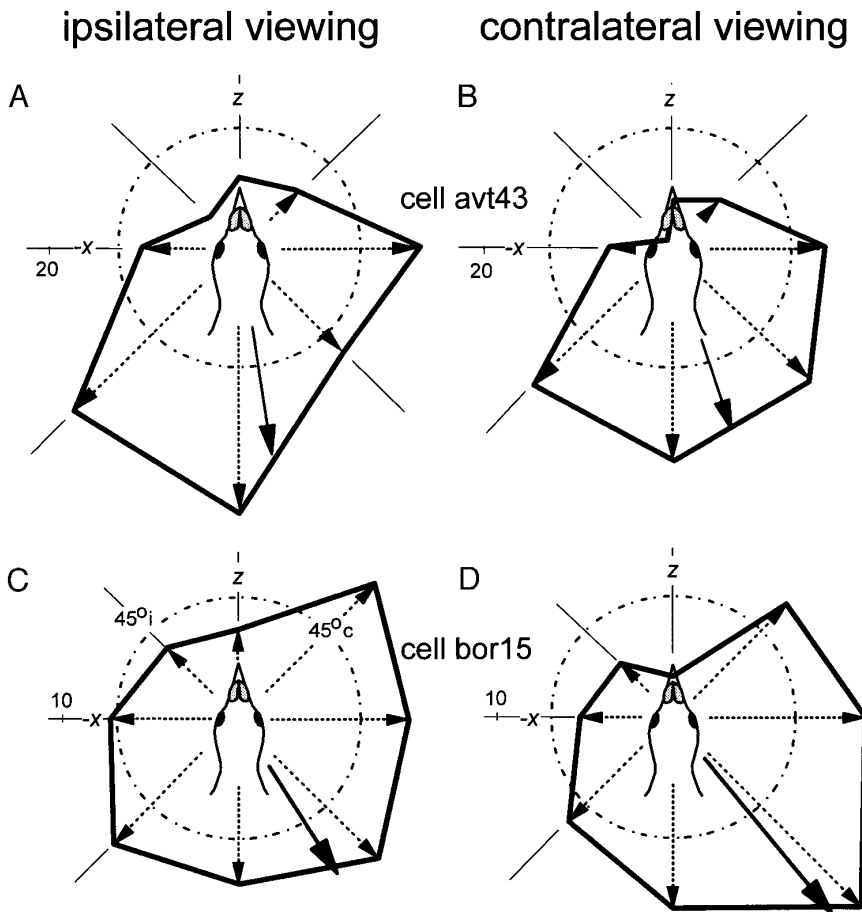 ipsilateral viewing
contralateral viewing
A
z
B
z
cell avt43
-x
20
-x
20
C
z
45°i
45°c
D
z
cell bor15
10
-x
10
-x